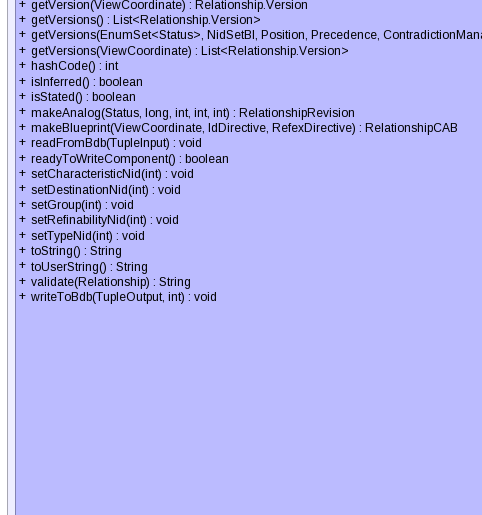 + getVersion(ViewCoordinate) : Relationship.Version
+ getVersions() : List<Relationship.Version>
+ getVersions(EnumSet<Status>, NidSetBI, Position, Precedence, ContradictionMana
+ getVersions(ViewCoordinate) : List<Relationship.Version>
+ hashCode() : int
+ isInferred() : boolean
+ isStated() : boolean
+ makeAnalog(Status, long, int, int, int) : RelationshipRevision
+ makeBlueprint(ViewCoordinate, IdDirective, RefexDirective) : RelationshipCAB
+ readFromBdb(TupleInput) : void
+ readyToWriteComponent() : boolean
+ setCharacteristicNid(int) : void
+ setDestinationNid(int) : void
+ setGroup(int) : void
+ setRefinabilityNid(int) : void
+ setTypeNid(int) : void
+ toString() : String
+ toUserString() : String
+ validate(Relationship) : String
+ writeToBdb(TupleOutput, int) : void